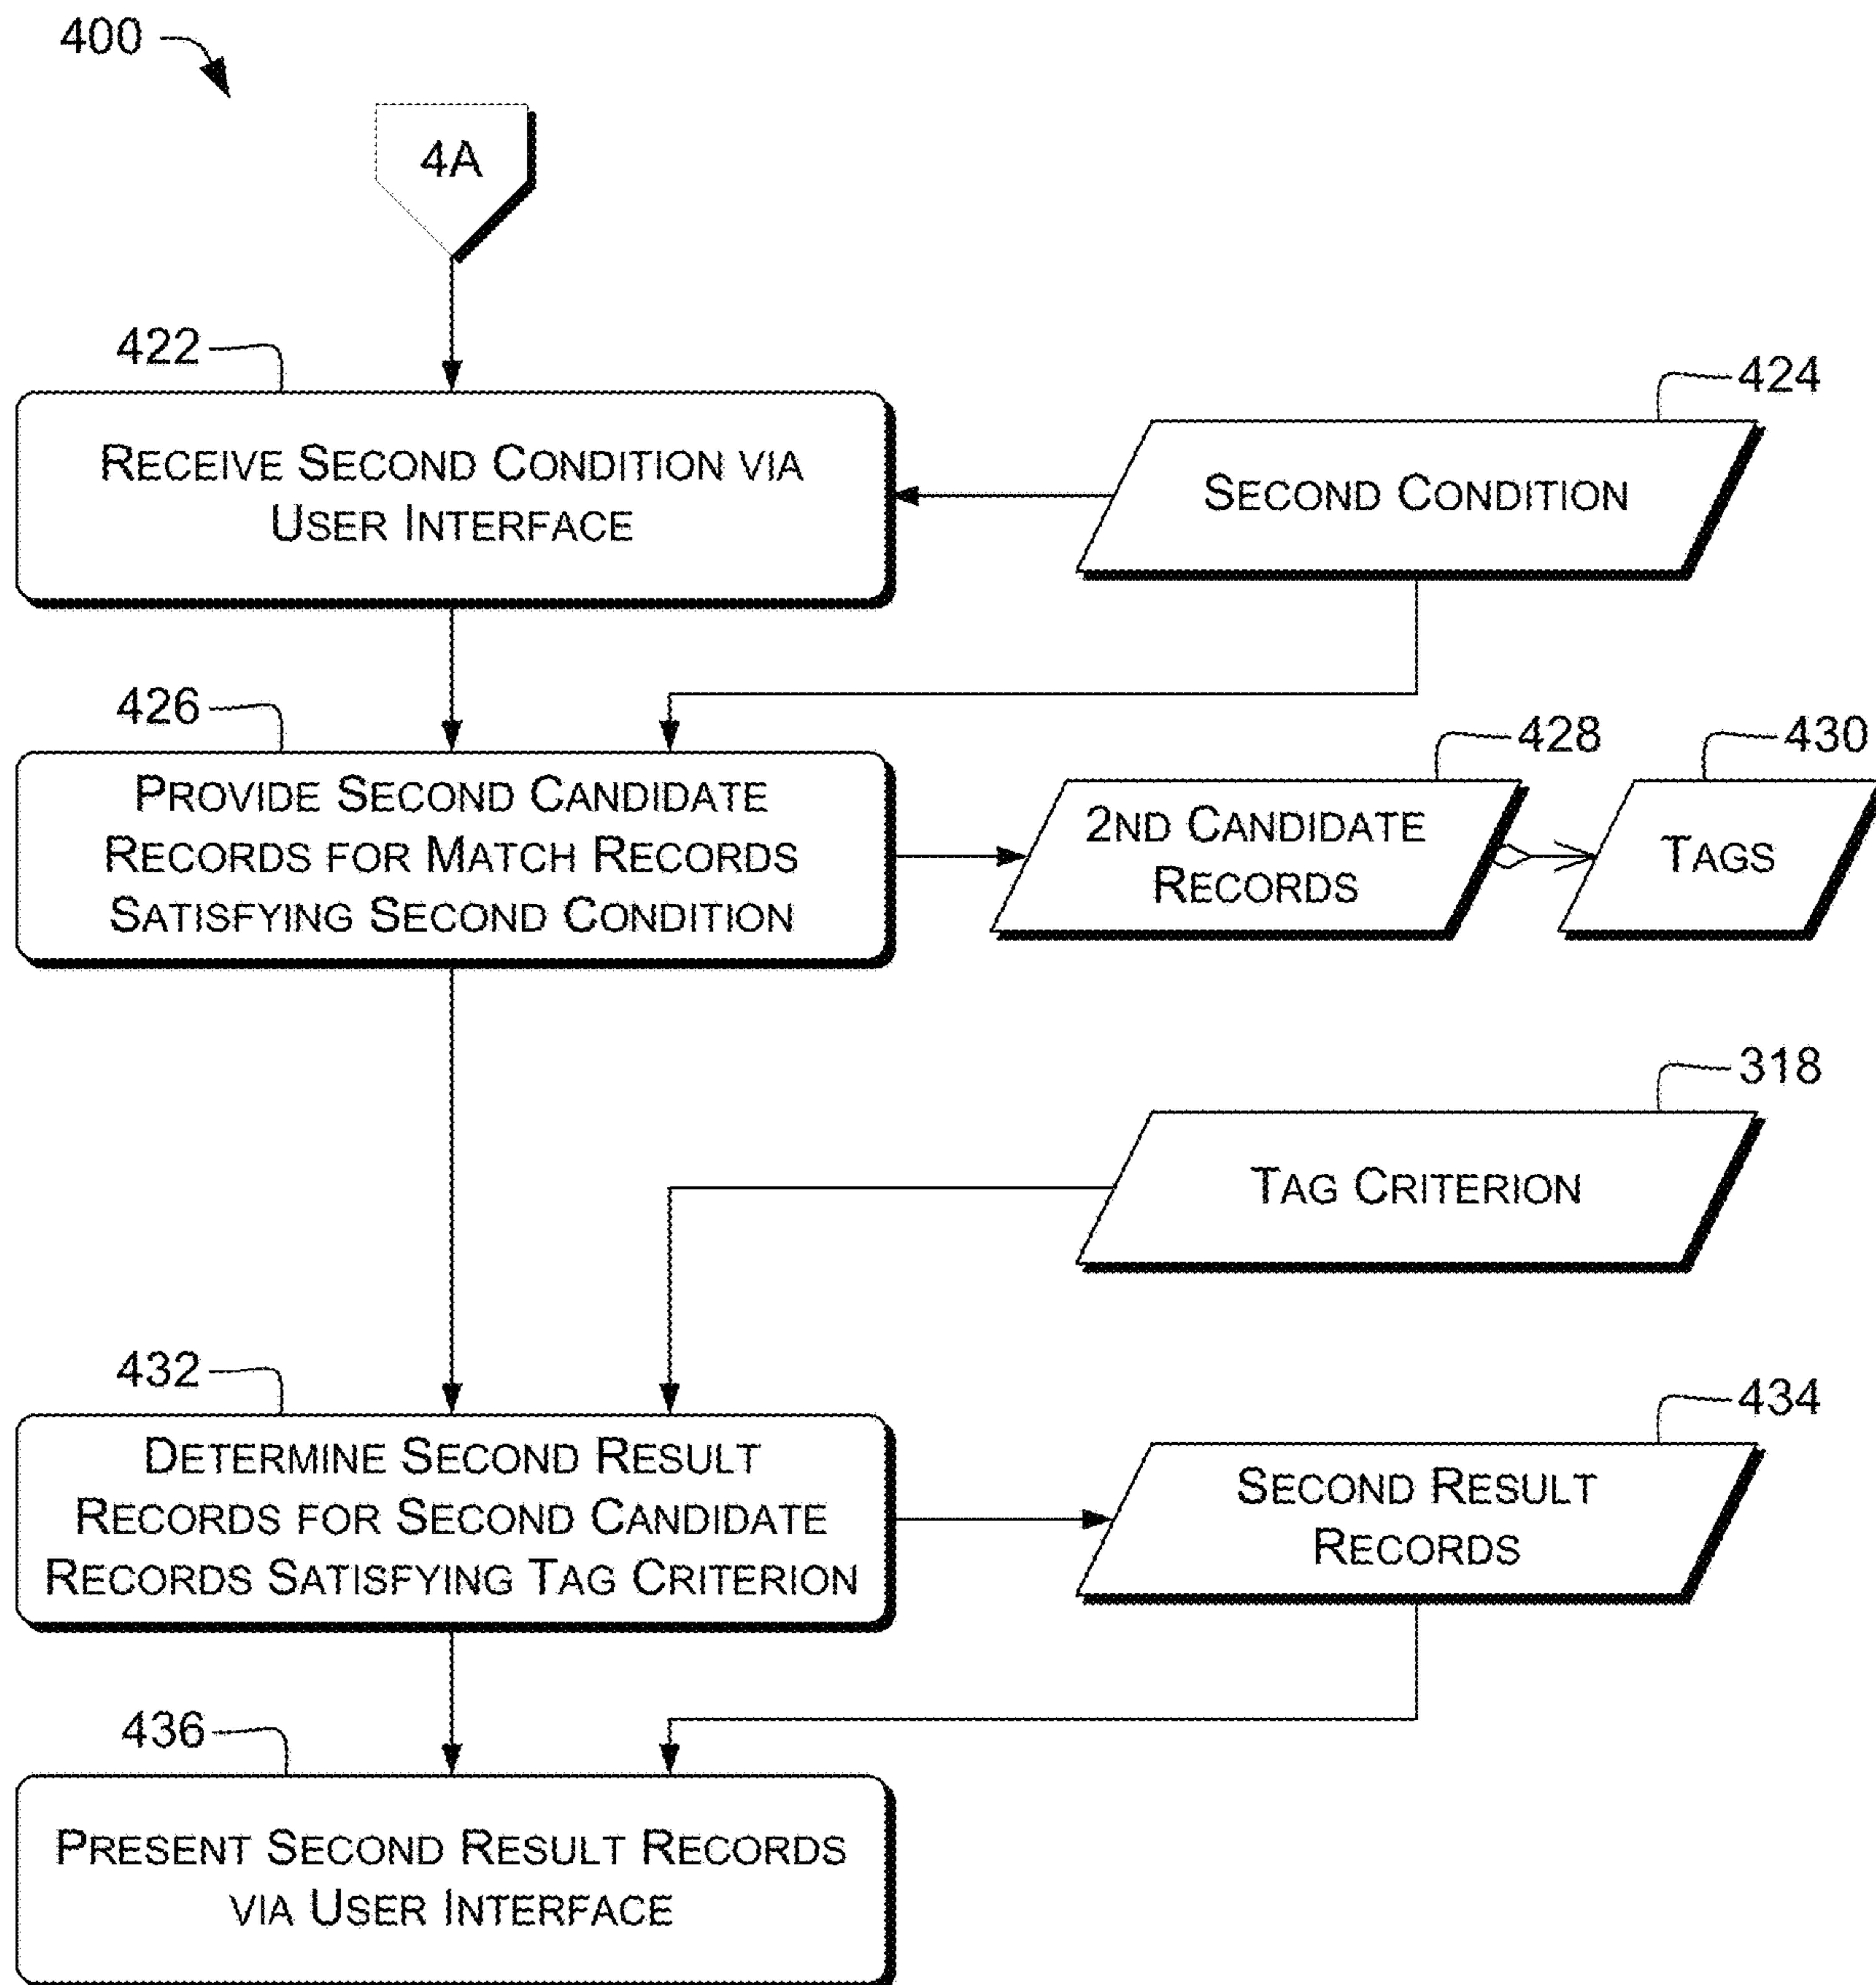 400
4A
422
424
RECEIVE SECOND CONDITION VIA
USER INTERFACE
SECOND CONDITION
426
428
430
PROVIDE SECOND CANDIDATE
RECORDS FOR MATCH RECORDS
SATISFYING SECOND CONDITION
2ND CANDIDATE
RECORDS
TAGS
318
TAG CRITERION
432
434
DETERMINE SECOND RESULT
RECORDS FOR SECOND CANDIDATE
RECORDS SATISFYING TAG CRITERION
SECOND RESULT
RECORDS
436
PRESENT SECOND RESULT RECORDS
VIA USER INTERFACE